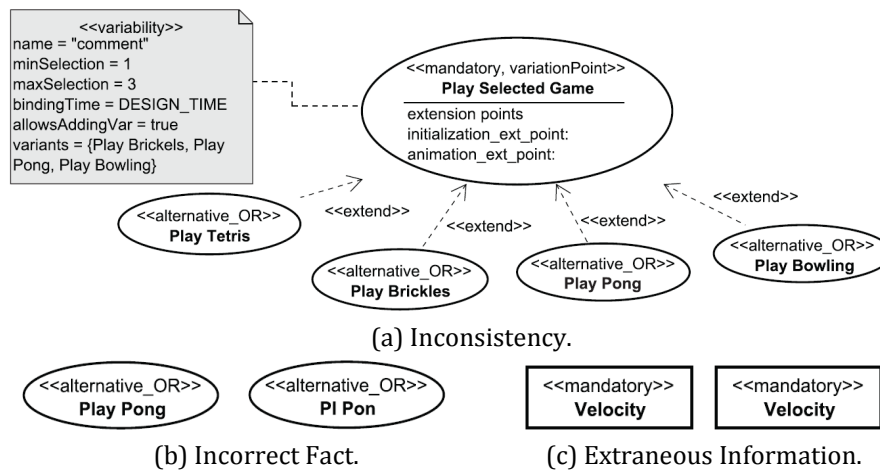 <<variability>>
name = "comment"
minSelection = 1
maxSelection = 3
bindingTime = DESIGN_TIME
allowsAddingVar = true
variants = {Play Brickels, Play
Pong, Play Bowling}
<<mandatory, variationPoint>>
Play Selected Game
extension points
initialization_ext_point:
animation_ext_point:
<<alternative_OR>>
Play Tetris
<<extend>>
<<extend>>
<<extend>>
<<extend>>
<<alternative_OR>>
Play Brickles
<<alternative_OR>>
Play Pong
<<alternative_OR>>
Play Bowling
(a) Inconsistency.
<<alternative_OR>>
Play Pong
<<alternative_OR>>
Pl Pon
<<mandatory>>
Velocity
<<mandatory>>
Velocity
(b) Incorrect Fact.
(c) Extraneous Information.